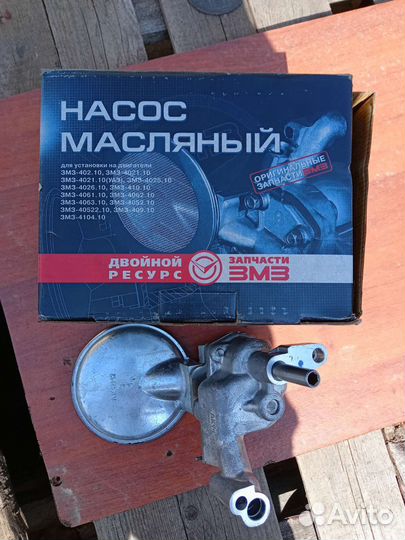 НАСОС
МАСЛЯНЫЙ
для установки на двигатели
ЗМЗ-402.10, ЗМЗ-4021.10
ЗМЗ-4021.10(УАЗ), ЗМЗ-4025.10
ЗМЗ-4026.10, ЗМЗ-410.10
ЗМЗ-4061.10, ЗМЗ-4062.10
ЗМЗ-4063.10, ЗМЗ-4052.10
ЗМЗ-40522.10, ЗМЗ-409.10
ЗМЗ-4104.10
ОРИГИНАЛЬНЫЕ
ЗАПЧАСТИ ЗМЗ
ДВОЙНОЙ
РЕСУРС
ЗАПЧАСТИ
ЗМЗ
Avito